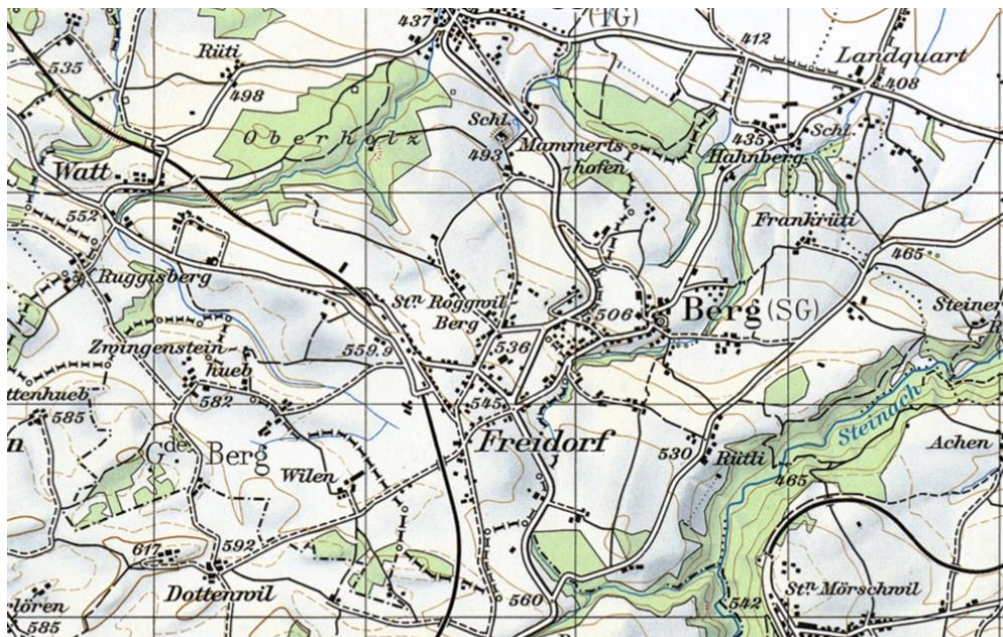 437
(TG)
412
Rüti
Landquart
535
498
408
Oberholz
Schl.
435
Schl.
493
Mammerts
-hofen
Hahnberg
Watt
552
Frankrüti
465
Ruggisberg
Stn Roggwil
Berg
506
Berg (SG)
Steiner
Zwingenstein
hueb
559.9
536
ttenhueb
582
545
585
Steinach
n
Gde Berg
Freidorf
Achen
Wilen
530
Rütli
465
617
592
Dottenwil
560
Stn Mörschwil
542
lören
585